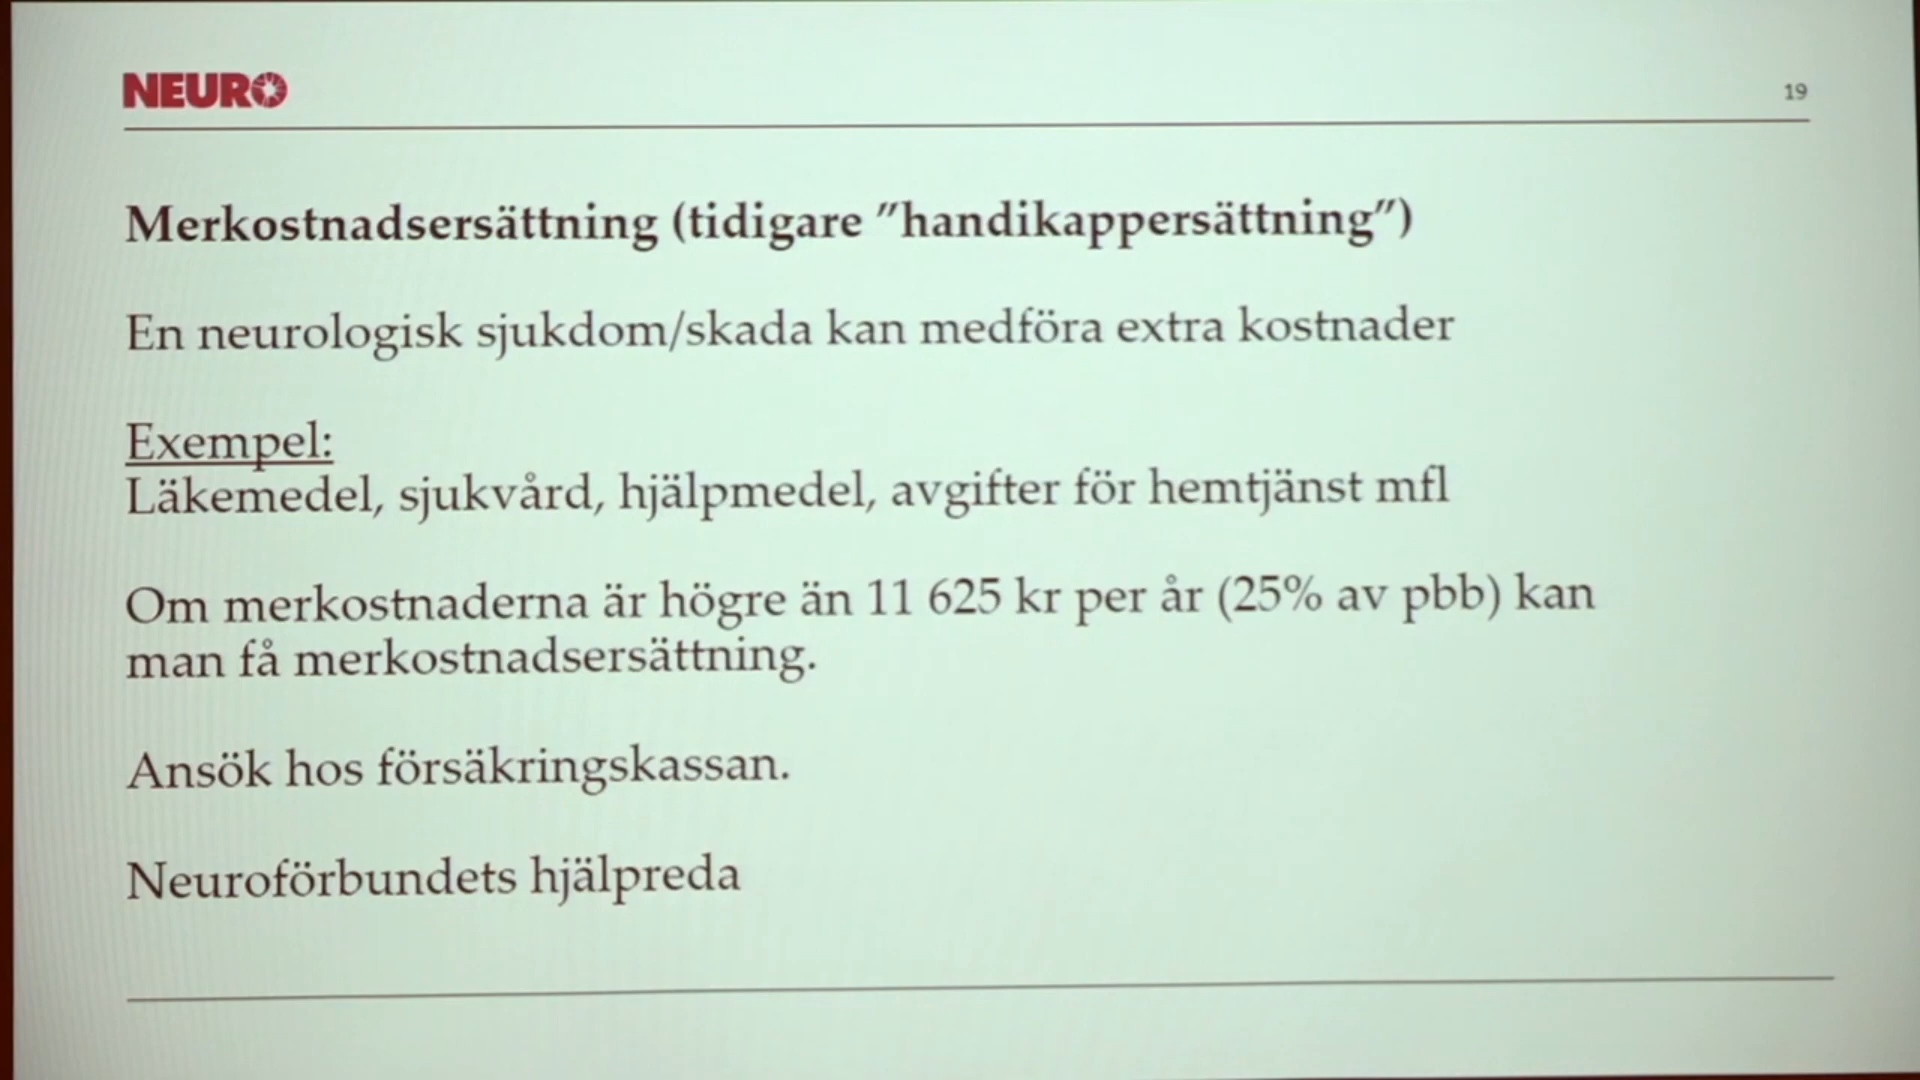 NEURO
19
Merkostnadsersättning (tidigare ”handikappersättning”)
En neurologisk sjukdom/skada kan medföra extra kostnader
Exempel:
Läkemedel, sjukvård, hjälpmedel, avgifter för hemtjänst mfl
Om merkostnaderna är högre än 11 625 kr per år (25% av pbb) kan
man få merkostnadsersättning.
Ansök hos försäkringskassan.
Neuroförbundets hjälpreda